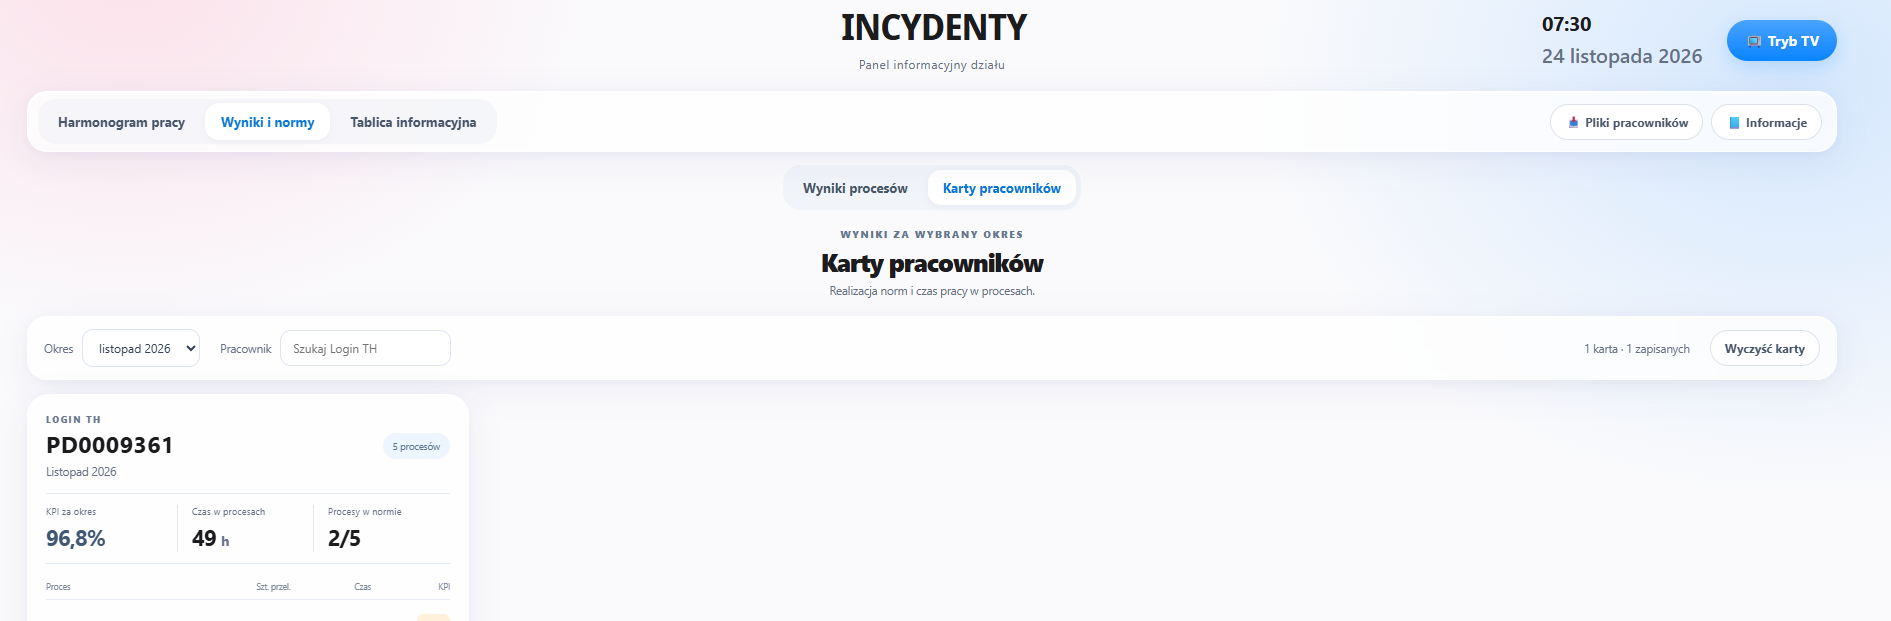 INCYDENTY
Panel informacyjny działu
07:30
24 listopada 2026
Tryb TV
Harmonogram pracy
Wyniki i normy
Tablica informacyjna
Pliki pracowników
Informacje
Wyniki procesów
Karty pracowników
WYNIKI ZA WYBRANY OKRES
Karty pracowników
Realizacja norm i czas pracy w procesach.
Okres
listopad 2026
Pracownik
Szukaj Login TH
1 karta · 1 zapisanych
Wyczyść karty
LOGIN TH
PD0009361
5 procesów
Listopad 2026
KPI za okres
96,8%
Czas w procesach
49 h
Procesy w normie
2/5
Proces Szt. przel. Czas KPI